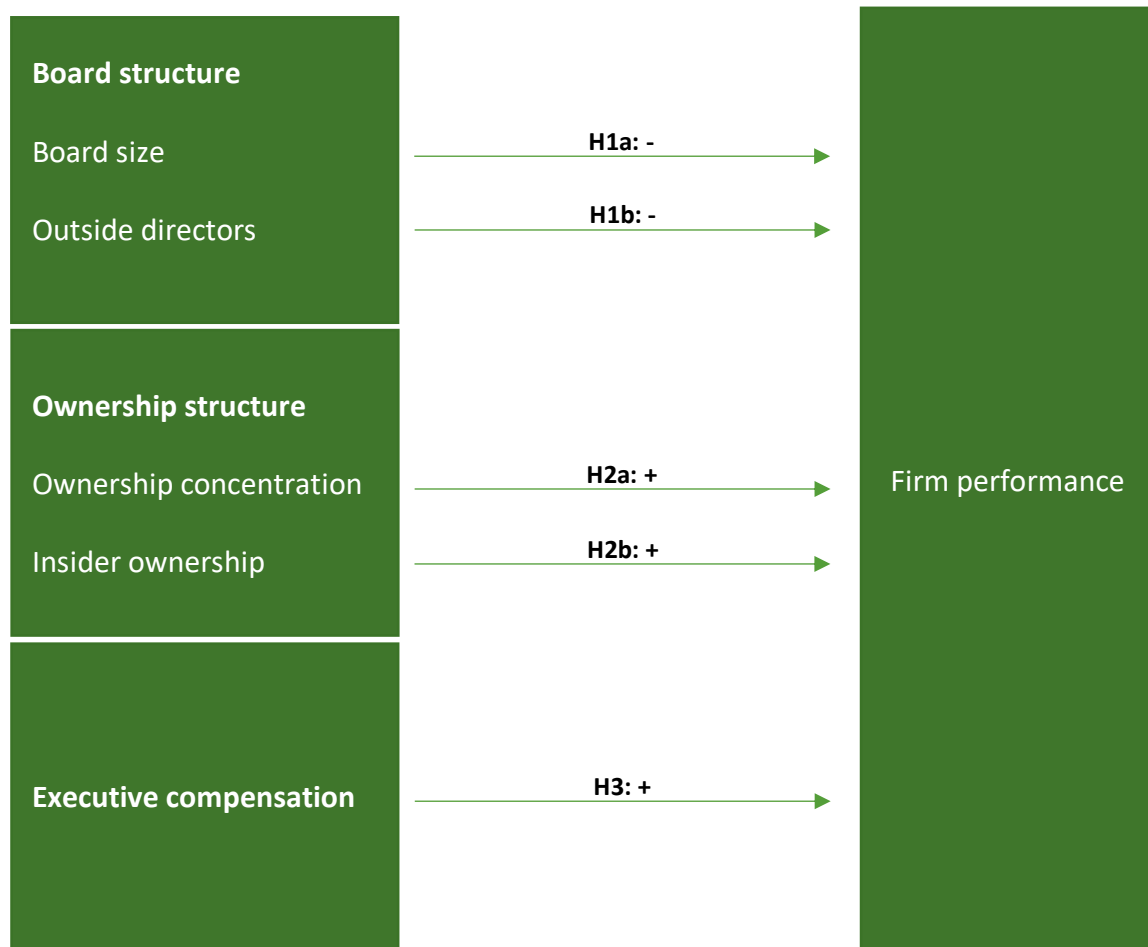 Board structure
Board size
H1a: -
Outside directors
H1b: -
Ownership structure
Ownership concentration
H2a: +
Insider ownership
H2b: +
Executive compensation
H3: +
Firm performance